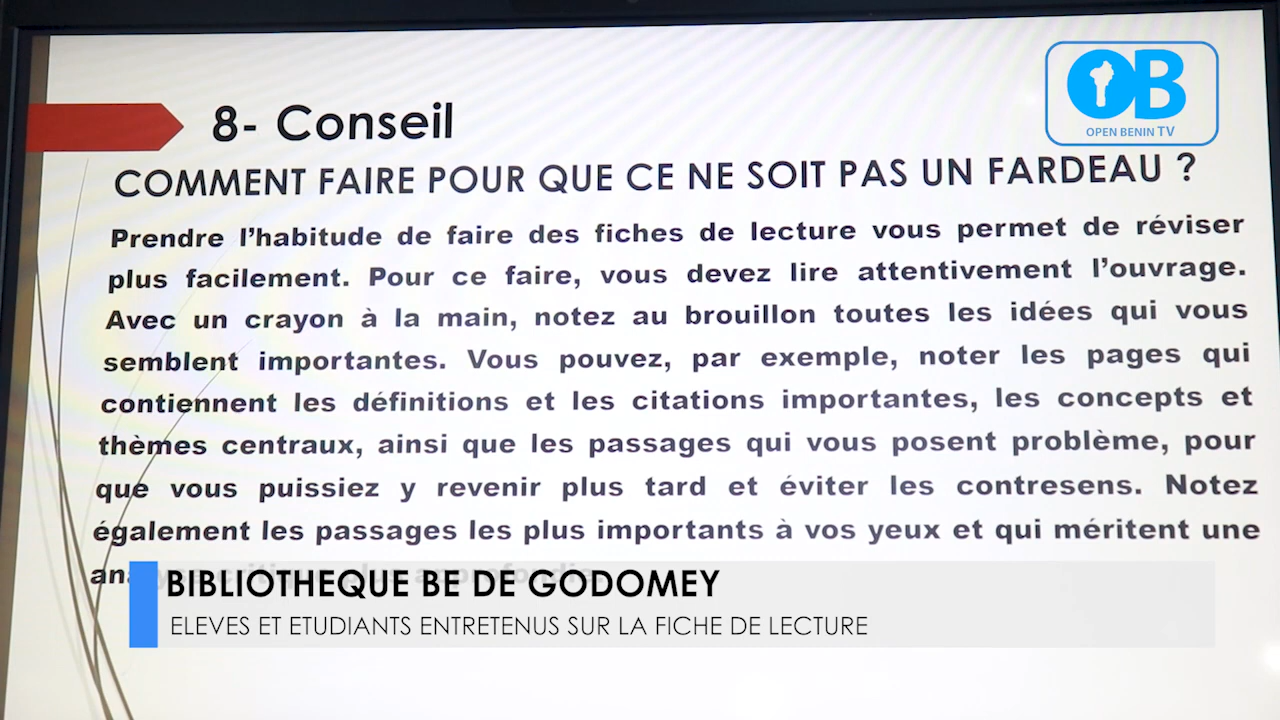 OB
OPEN BENIN TV
8- Conseil
COMMENT FAIRE POUR QUE CE NE SOIT PAS UN FARDEAU ?
Prendre l'habitude de faire des fiches de lecture vous permet de réviser
plus facilement. Pour ce faire, vous devez lire attentivement l'ouvrage.
Avec un crayon à la main, notez au brouillon toutes les idées qui vous
semblent importantes. Vous pouvez, par exemple, noter les pages qui
contiennent les définitions et les citations importantes, les concepts et
thèmes centraux, ainsi que les passages qui vous posent problème, pour
que vous puissiez y revenir plus tard et éviter les contresens. Notez
également les passages les plus importants à vos yeux et qui méritent une
analyse critique plus approfondie.
BIBLIOTHEQUE BE DE GODOMEY
ELEVES ET ETUDIANTS ENTRETENUS SUR LA FICHE DE LECTURE